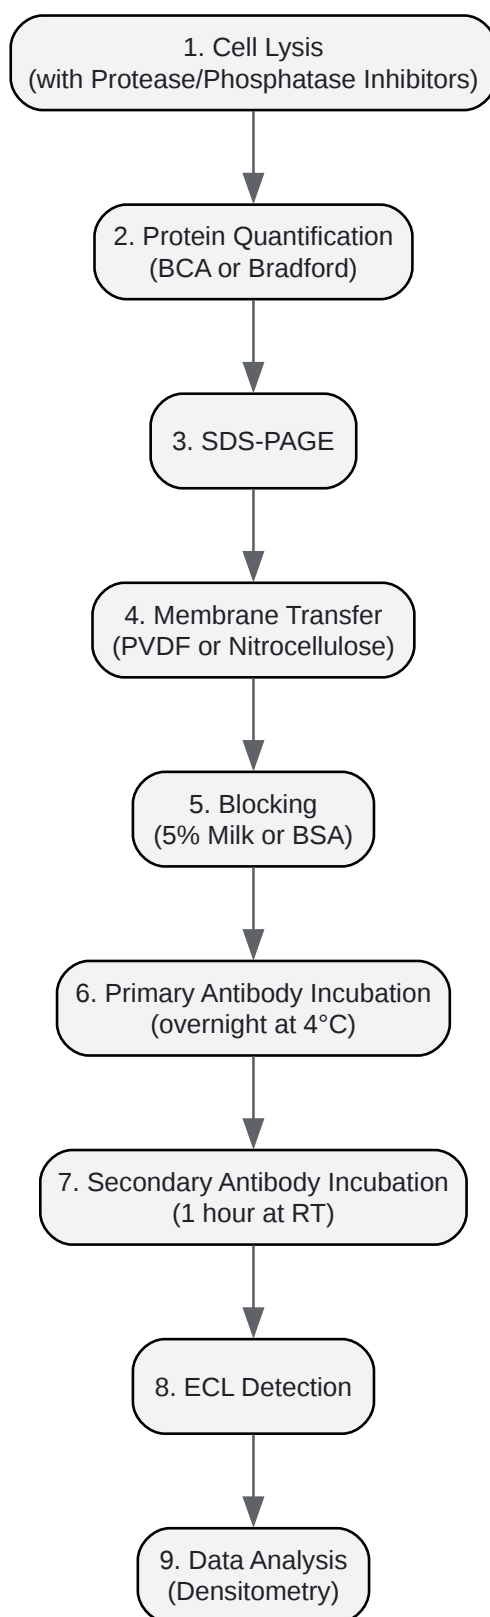 1. Cell Lysis
(with Protease/Phosphatase Inhibitors)
2. Protein Quantification
(BCA or Bradford)
3. SDS-PAGE
4. Membrane Transfer
(PVDF or Nitrocellulose)
5. Blocking
(5% Milk or BSA)
6. Primary Antibody Incubation
(overnight at 4°C)
7. Secondary Antibody Incubation
(1 hour at RT)
8. ECL Detection
9. Data Analysis
(Densitometry)